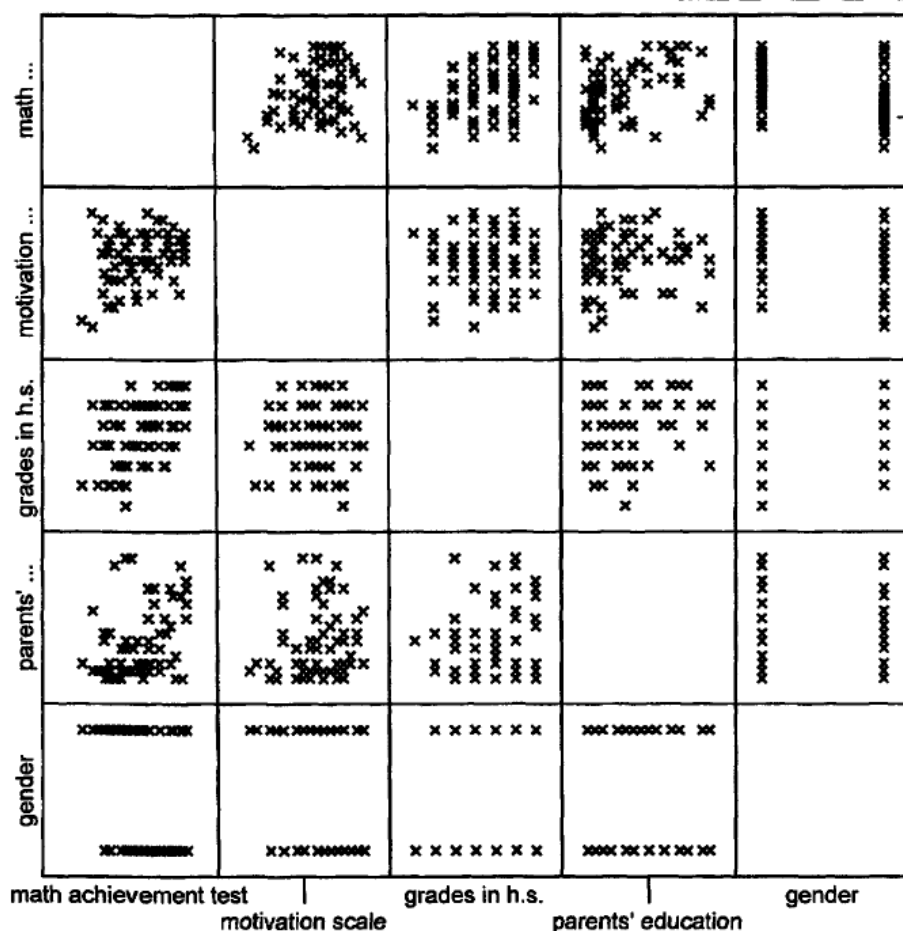 math ...
motivation ...
grades in h.s.
parents' ...
gender
math achievement test
grades in h.s.
gender
motivation scale
parents' education